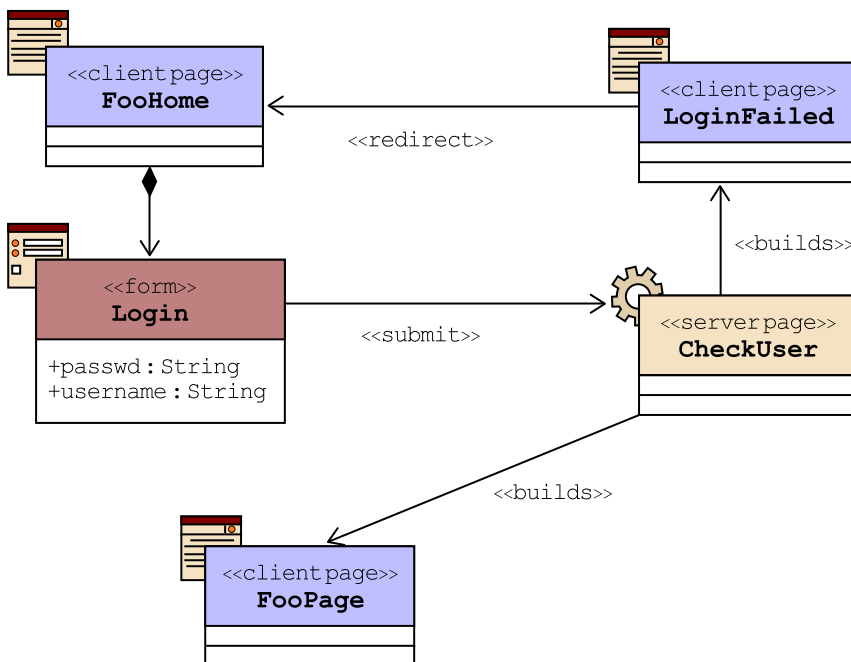 <<client page>>
FooHome
<<client page>>
LoginFailed
<<redirect>>
<<builds>>
<<form>>
Login
+passwd : String
+username : String
<<submit>>
<<server page>>
CheckUser
<<builds>>
<<client page>>
FooPage